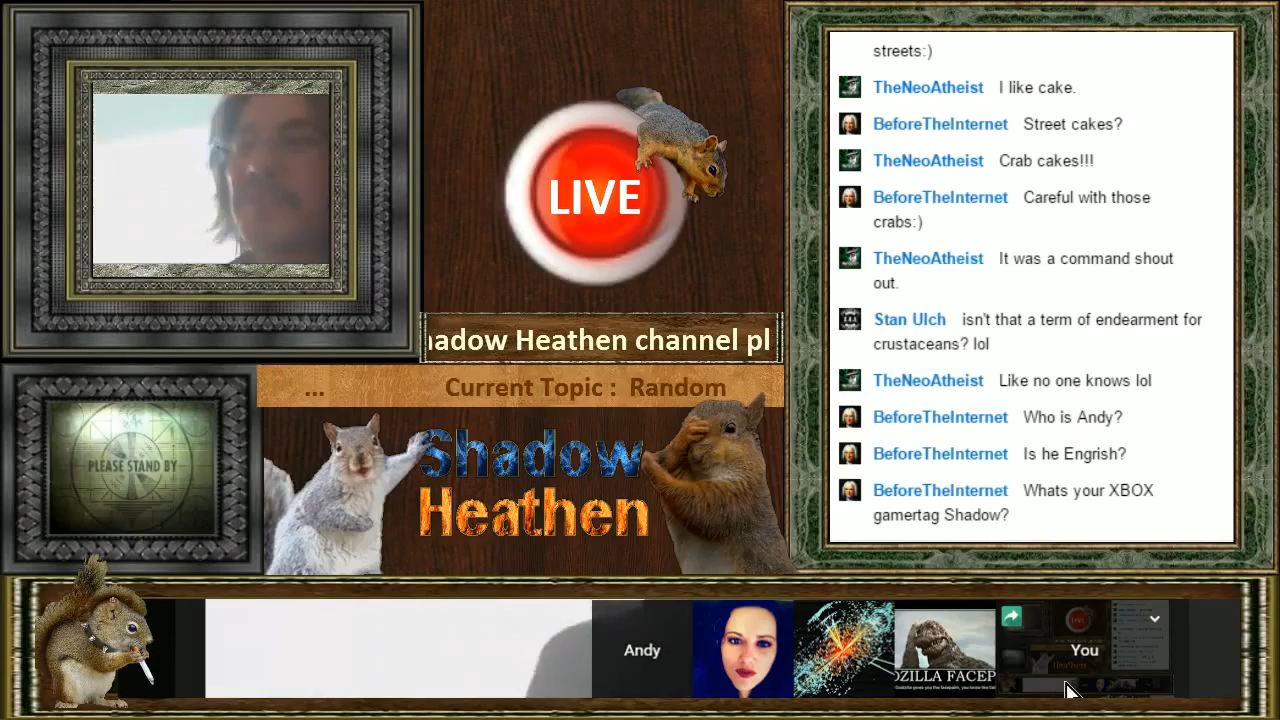 LIVE
hadow Heathen channel pl
...
Current Topic : Random
PLEASE STAND BY
Shadow
Heathen
streets:)
TheNeoAtheist I like cake.
BeforeTheInternet Street cakes?
TheNeoAtheist Crab cakes!!!
BeforeTheInternet Careful with those
crabs:)
TheNeoAtheist It was a command shout
out.
Stan Ulch isn't that a term of endearment for
crustaceans? lol
TheNeoAtheist Like no one knows lol
BeforeTheInternet Who is Andy?
BeforeTheInternet Is he Engrish?
BeforeTheInternet Whats your XBOX
gamertag Shadow?
Andy
OZILLA FACEP
You